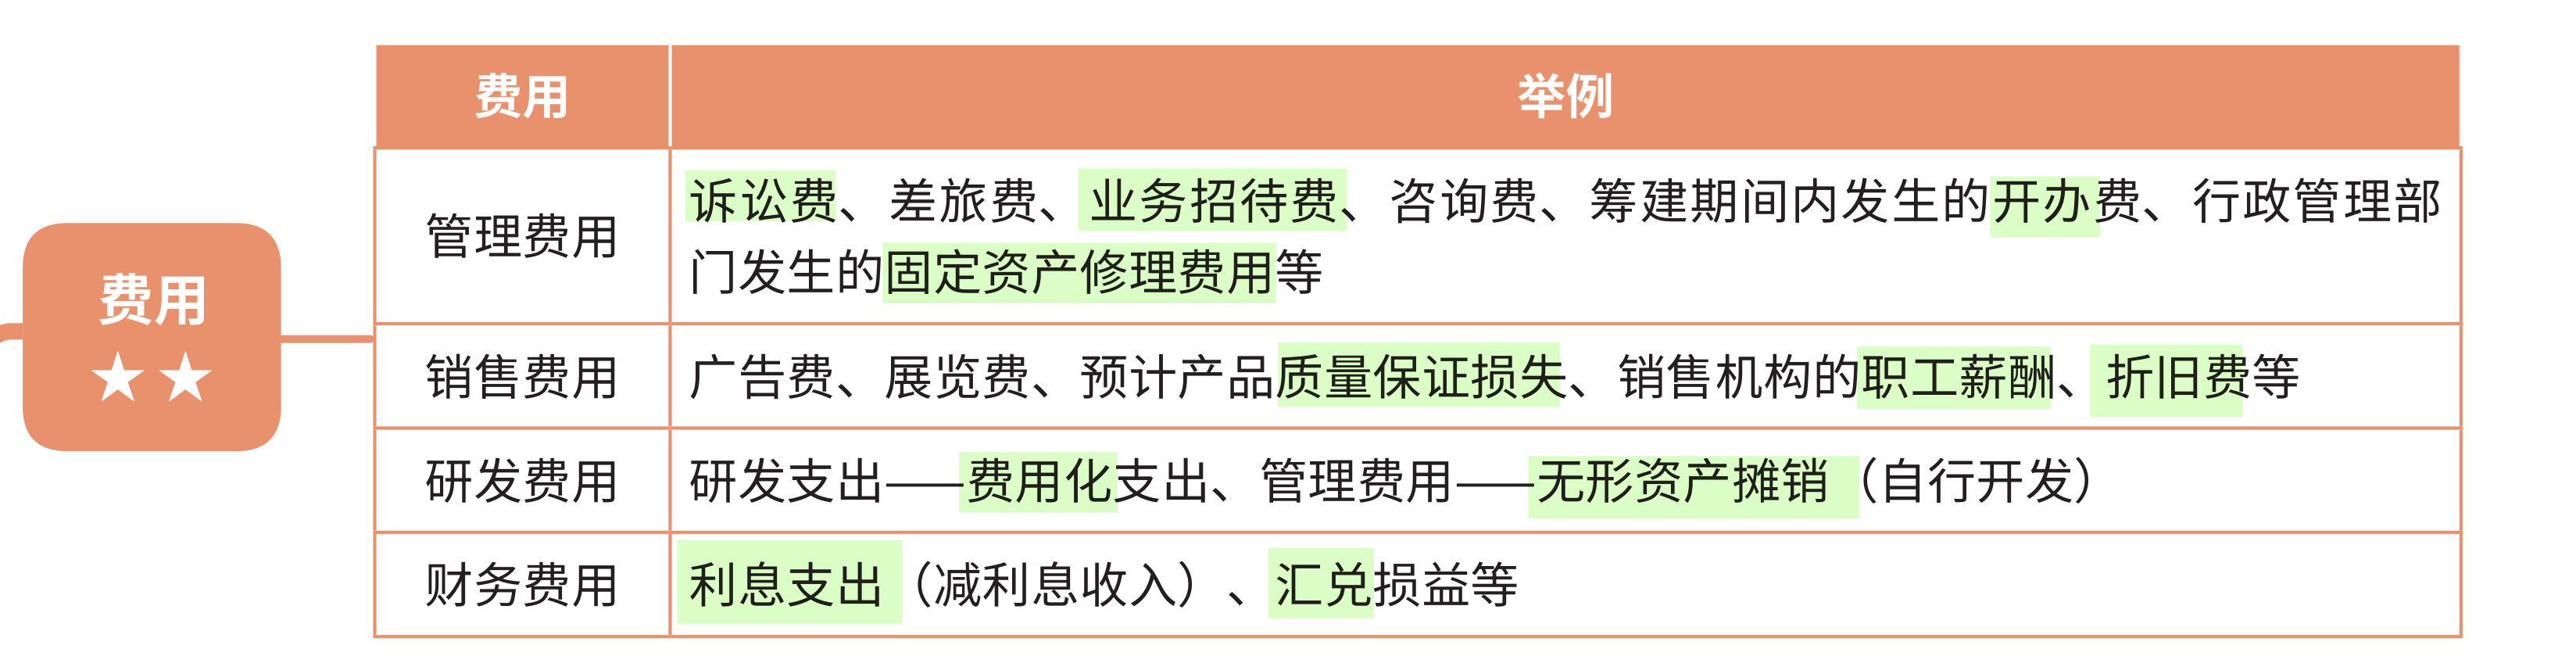 费用
★★
费用 举例
管理费用 诉讼费、差旅费、业务招待费、咨询费、筹建期间内发生的开办费、行政管理部
门发生的固定资产修理费用等
销售费用 广告费、展览费、预计产品质量保证损失、销售机构的职工薪酬、折旧费等
研发费用 研发支出——费用化支出、管理费用——无形资产摊销（自行开发）
财务费用 利息支出（减利息收入）、汇兑损益等